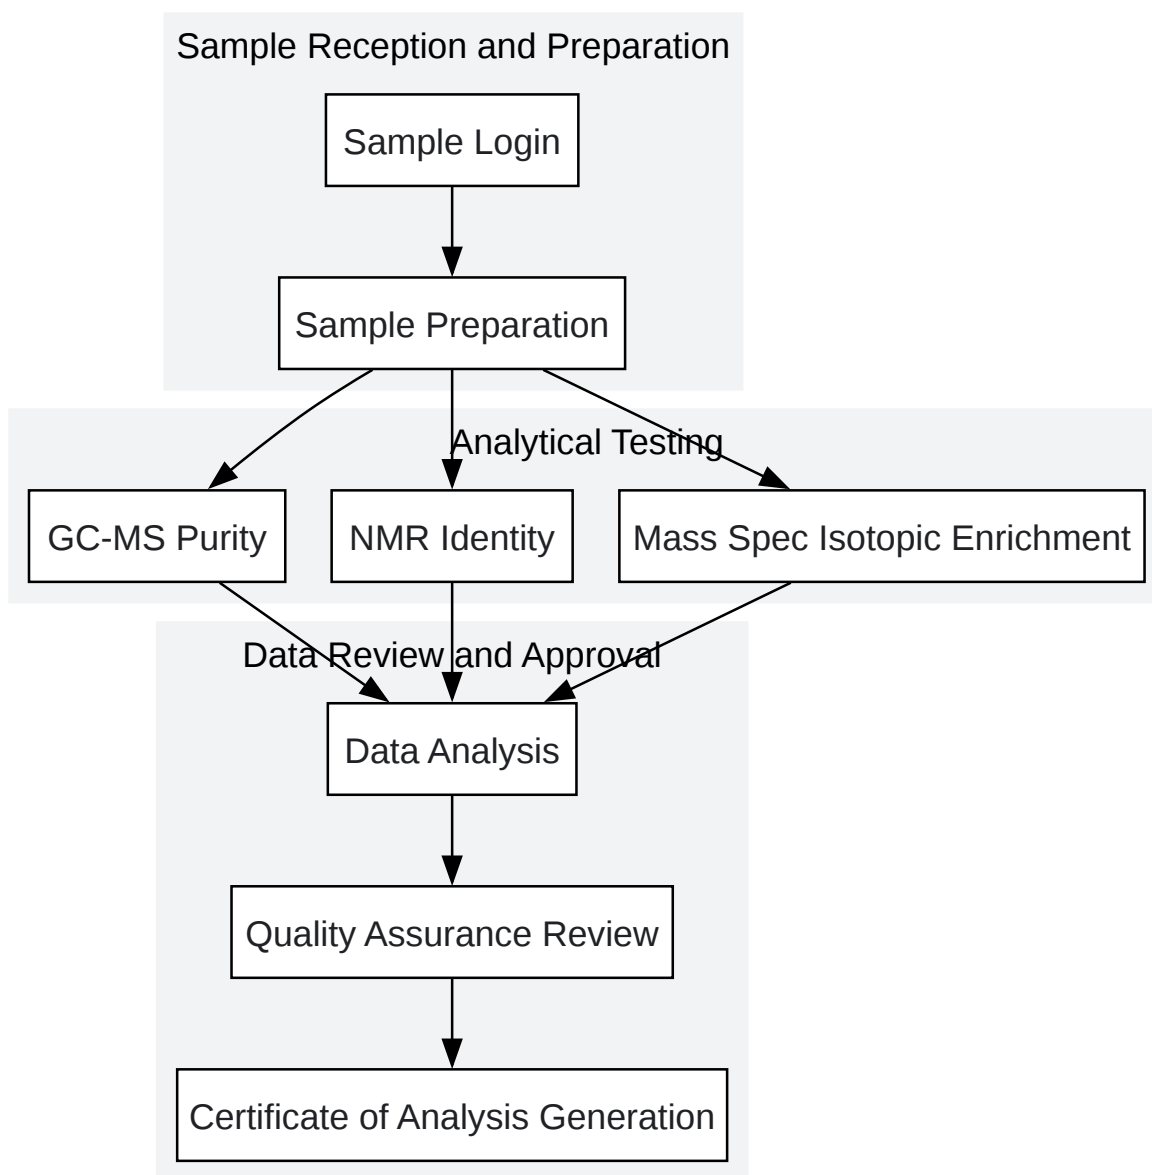 Sample Reception and Preparation
Sample Login
Sample Preparation
Analytical Testing
GC-MS Purity
NMR Identity
Mass Spec Isotopic Enrichment
Data Review and Approval
Data Analysis
Quality Assurance Review
Certificate of Analysis Generation